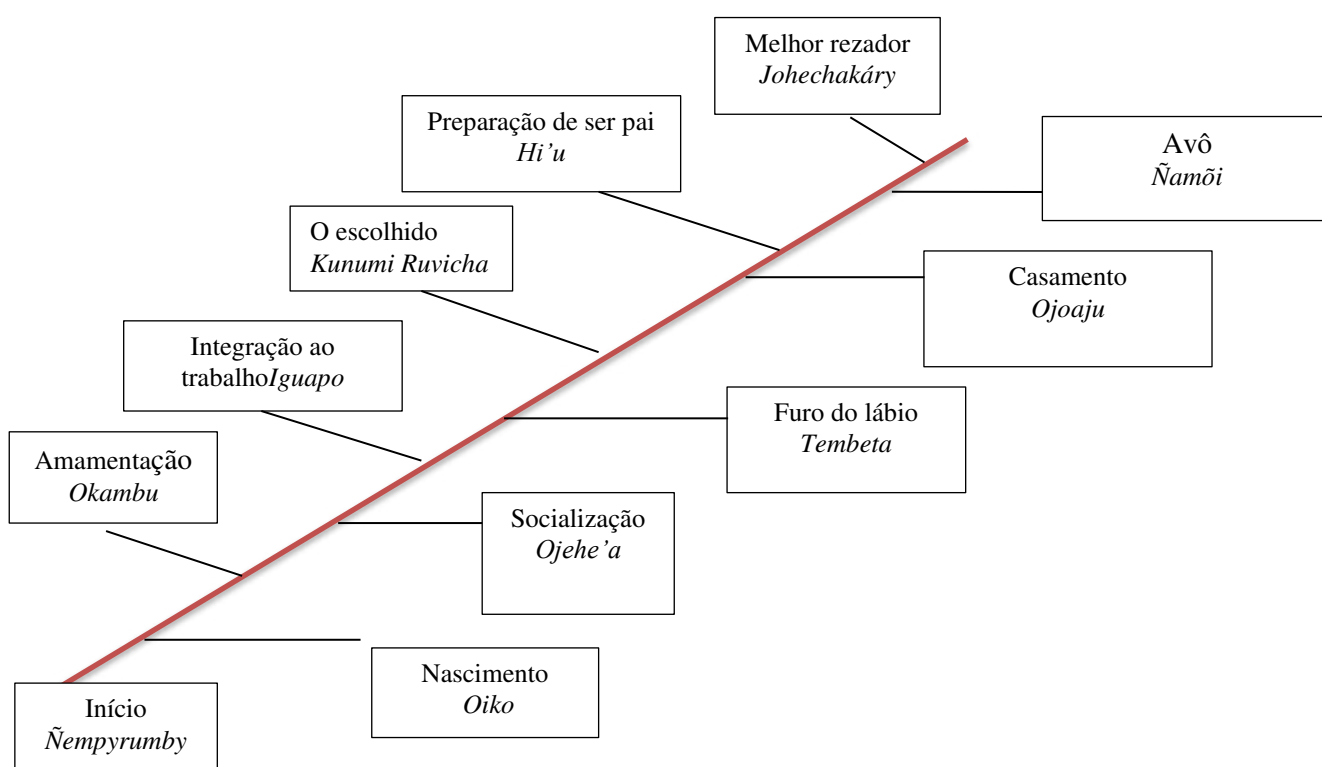 Melhor rezador
Johechakáry
Preparação de ser pai
Hi’u
Avô
Ñamõi
O escolhido
Kunumi Ruvicha
Casamento
Ojoaju
Integração ao
trabalhoIguapo
Furo do lábio
Tembeta
Amamentação
Okambu
Socialização
Ojehe’a
Nascimento
Oiko
Início
Ñempyrumby